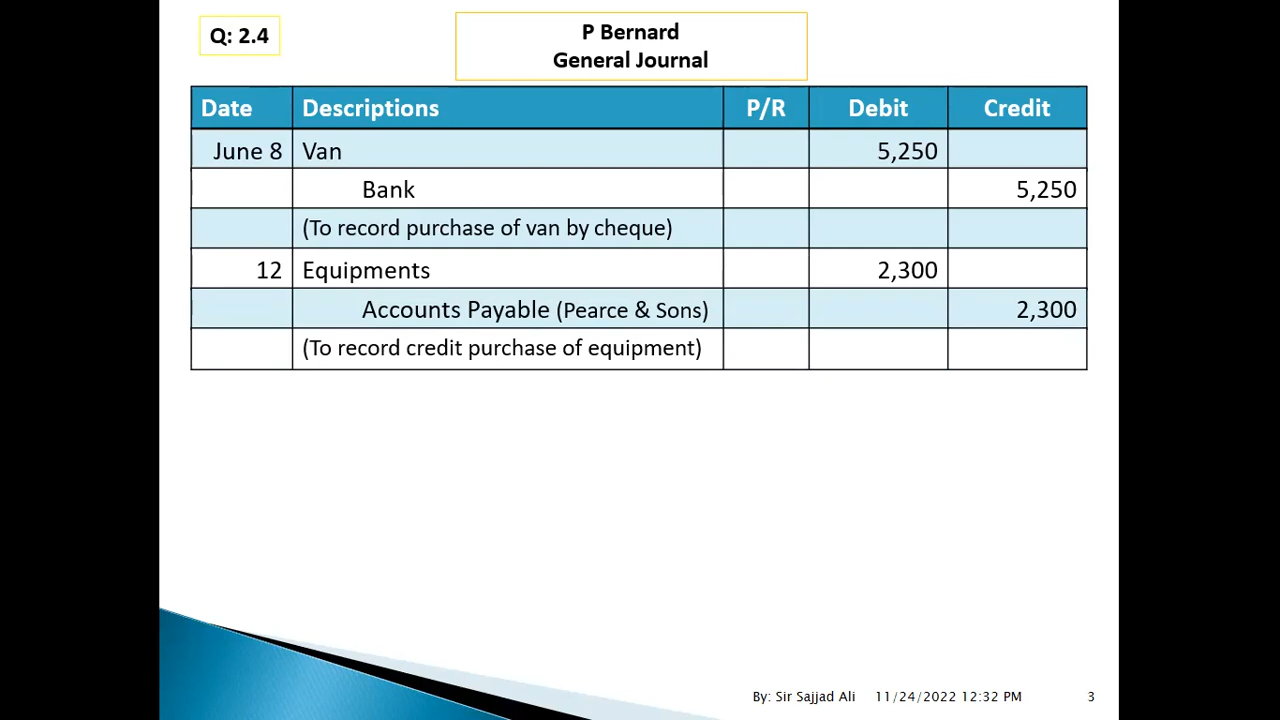 Q: 2.4
P Bernard
General Journal
Date Descriptions P/R Debit Credit
June 8 Van 5,250
Bank 5,250
(To record purchase of van by cheque)
12 Equipments 2,300
Accounts Payable (Pearce & Sons) 2,300
(To record credit purchase of equipment)
By: Sir Sajjad Ali 11/24/2022 12:32 PM 3